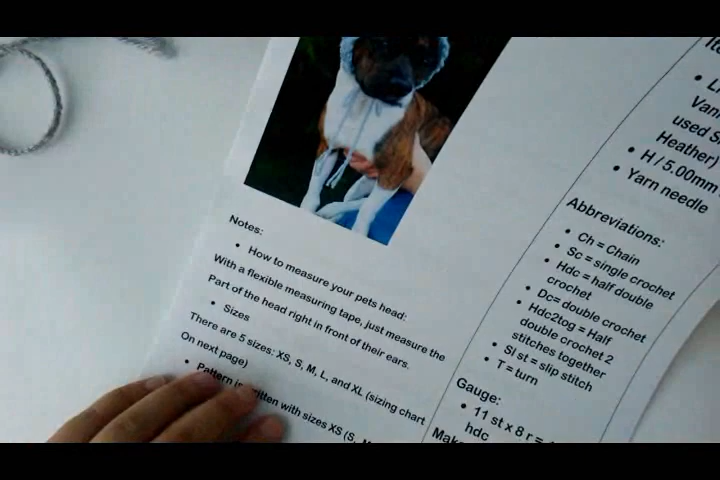 Notes:
• How to measure your pets head:
With a flexible measuring tape, just measure the
Part of the head right in front of their ears.
• Sizes
There are 5 sizes: XS, S, M, L, and XL (sizing chart
On next page)
• Pattern is written with sizes XS (S,
used
Heather)
• H / 5.00mm
• Yarn needle
Abbreviations:
• Ch = Chain
• Sc = single crochet
• Hdc = half double
crochet
• Dc= double crochet
• Hdc2tog = Half
double crochet 2
stitches together
• Sl st = slip stitch
• T = turn
Gauge:
• 11 st x 8 r =
hdc